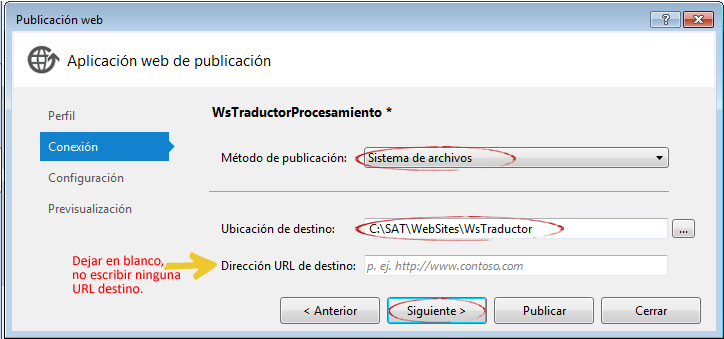 Publicación web
Aplicación web de publicación
Perfil
Conexión
Configuración
Previsualización
WsTraductorProcesamiento *
Método de publicación: Sistema de archivos
Ubicación de destino: C:\SAT\WebSites\WsTraductor ...
Dejar en blanco,
no escribir ninguna
URL destino.
Dirección URL de destino: p. ej. http://www.contoso.com
< Anterior Siguiente > Publicar Cerrar